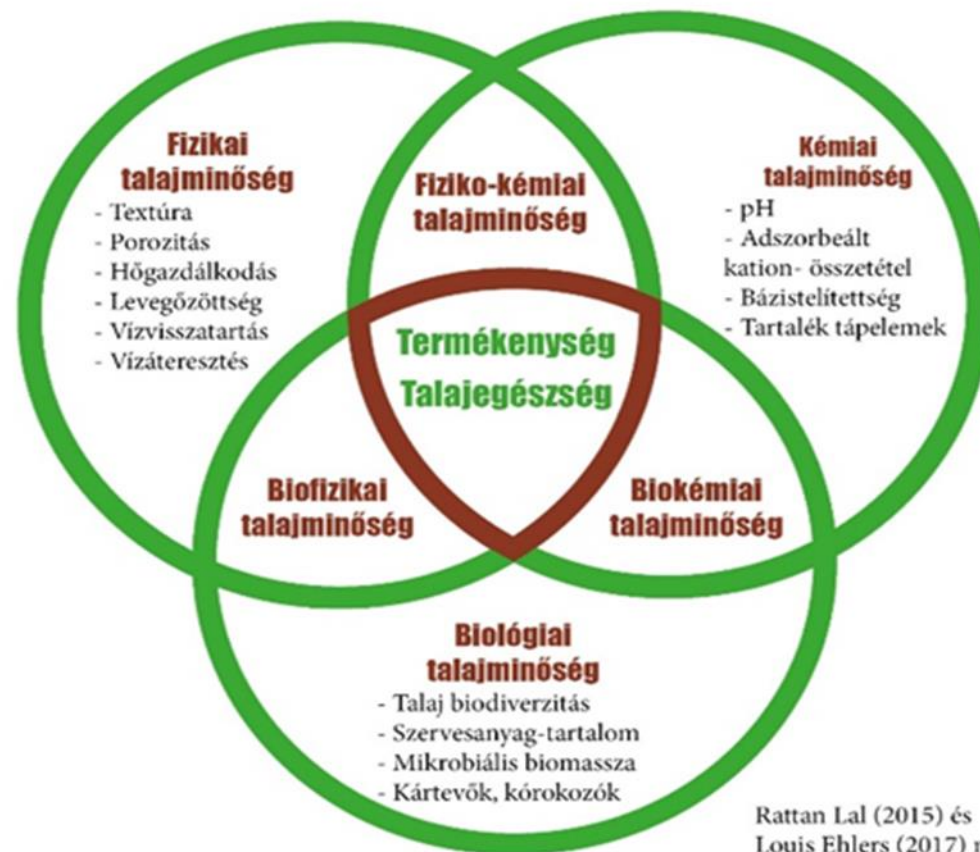 Fizikai
talajminőség
- Textúra
- Porozitás
- Hőgazdálkodás
- Levegőzöttség
- Vízvisszatartás
- Vízáteresztés
Fiziko-kémiai
talajminőség
Kémiai
talajminőség
- pH
- Adszorbeált
kation- összetétel
- Bázistelítettség
- Tartalék tápelemek
Termékenység
Talajegészség
Biofizikai
talajminőség
Biokémiai
talajminőség
Biológiai
talajminőség
- Talaj biodiverzitás
- Szervesanyag-tartalom
- Mikrobiális biomassza
- Kártevők, kórokozók
Rattan Lal (2015) és
Louis Ehlers (2017)